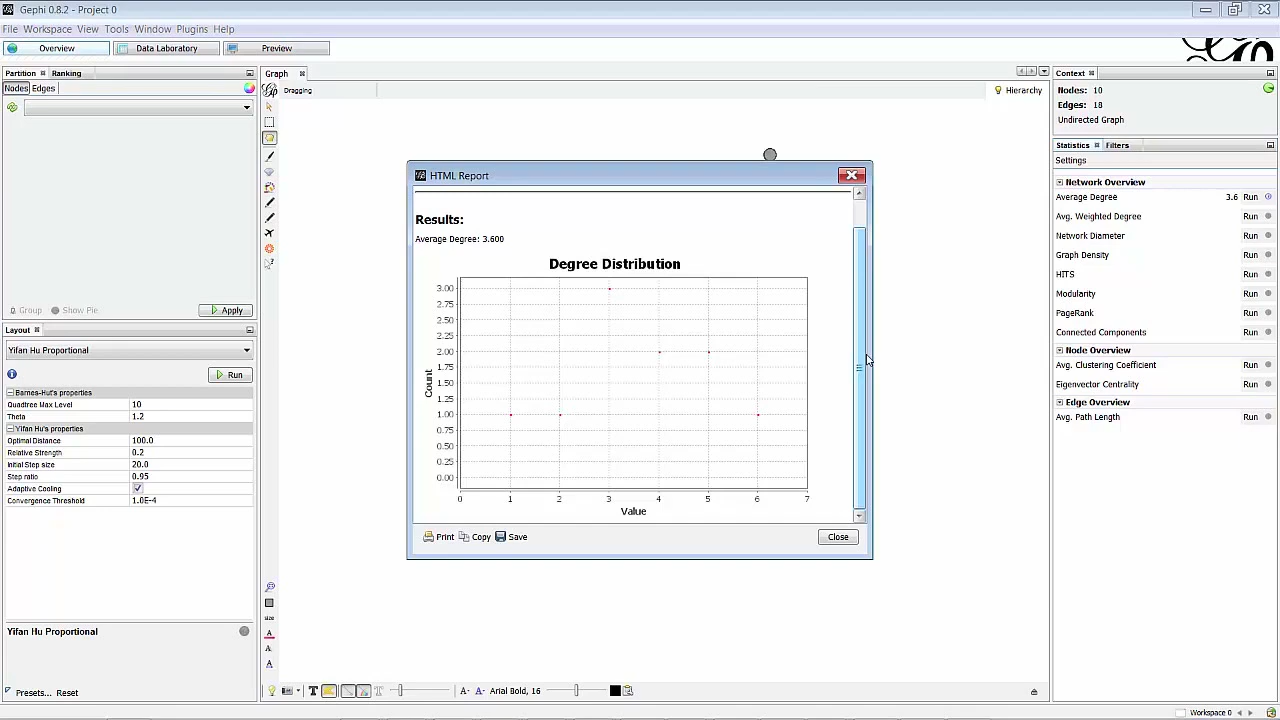 Gephi 0.8.2 - Project 0
File Workspace View Tools Window Plugins Help
Overview Data Laboratory Preview
Partition Ranking
Nodes Edges
Group Show Pie Apply
Layout
Yifan Hu Proportional
Run
Barnes-Hut's properties
Quadtree Max Level 10
Theta 1.2
Yifan Hu's properties
Optimal Distance 100.0
Relative Strength 0.2
Initial Step size 20.0
Step ratio 0.95
Adaptive Cooling
Convergence Threshold 1.0E-4
Yifan Hu Proportional
Presets... Reset
Graph
Dragging
Hierarchy
HTML Report
Results:
Average Degree: 3.600
Degree Distribution
3.00
2.75
2.50
2.25
2.00
1.75
1.50
1.25
1.00
0.75
0.50
0.25
0.00
Count
0 1 2 3 4 5 6 7
Value
Print Copy Save Close
size
A
A
A
T T A- A- Arial Bold, 16
Context
Nodes: 10
Edges: 18
Undirected Graph
Statistics Filters
Settings
Network Overview
Average Degree 3.6 Run
Avg. Weighted Degree Run
Network Diameter Run
Graph Density Run
HITS Run
Modularity Run
PageRank Run
Connected Components Run
Node Overview
Avg. Clustering Coefficient Run
Eigenvector Centrality Run
Edge Overview
Avg. Path Length Run
Workspace 0